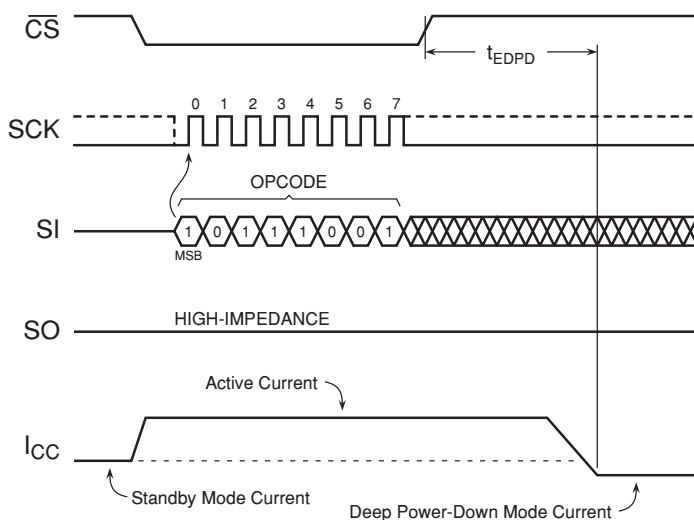 CS
tEDPD
0 1 2 3 4 5 6 7
SCK
OPCODE
SI 1 0 1 1 1 0 0 1
MSB
SO HIGH-IMPEDANCE
Active Current
ICC
Standby Mode Current
Deep Power-Down Mode Current